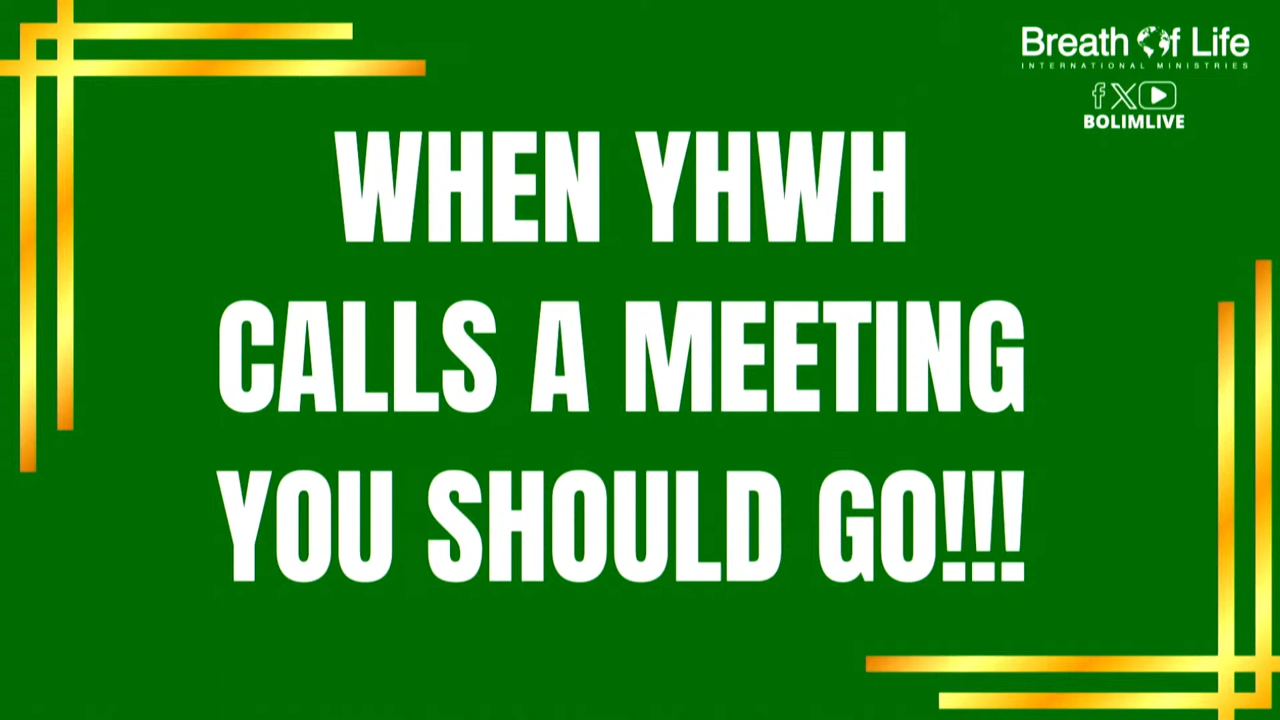 Breath Of Life
INTERNATIONAL MINISTRIES
BOLIMLIVE
WHEN YHWH
CALLS A MEETING
YOU SHOULD GO!!!